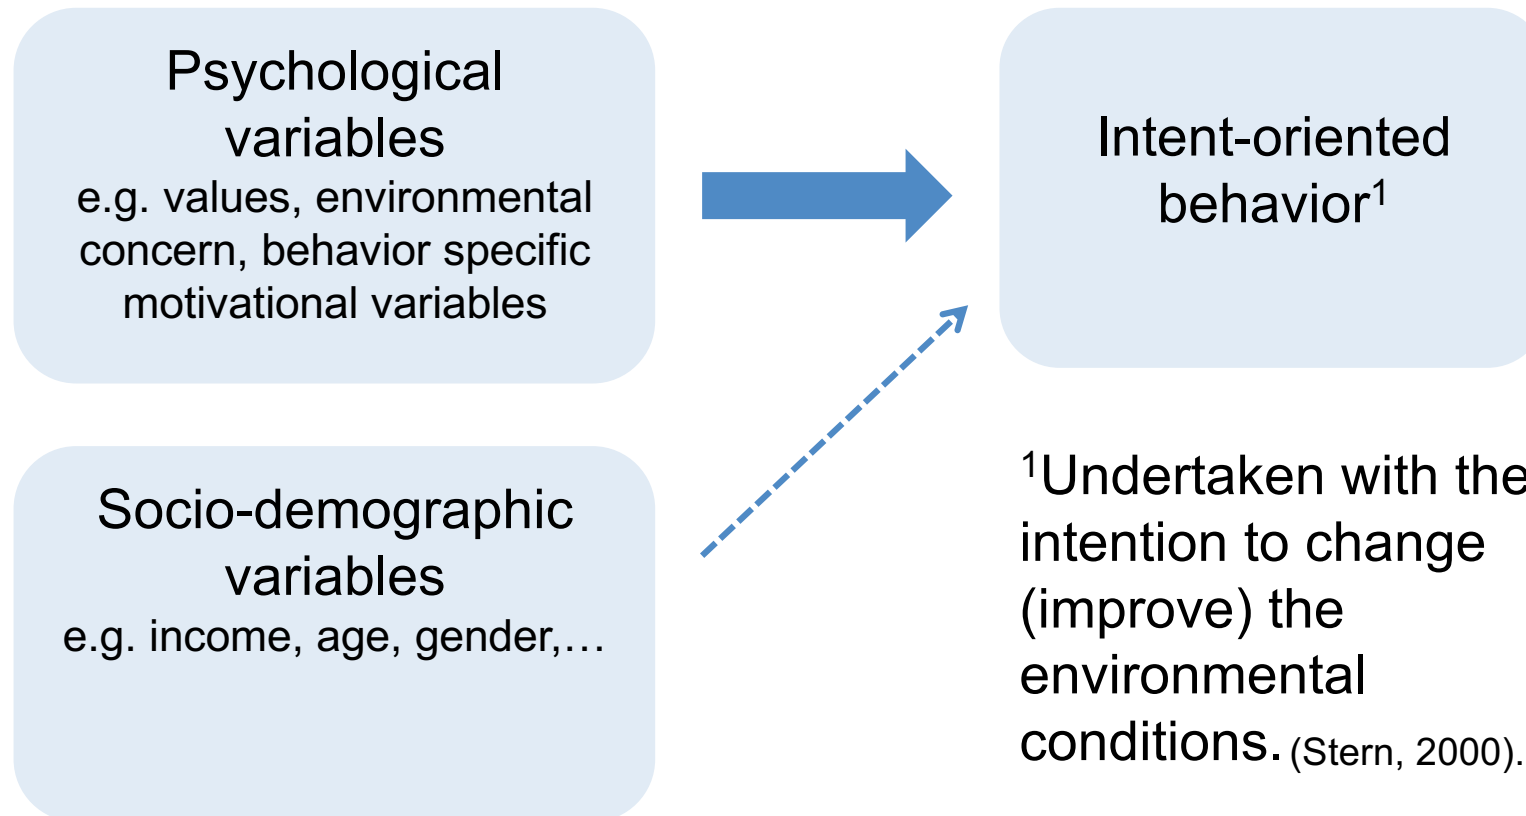 Psychological
variables
e.g. values, environmental
concern, behavior specific
motivational variables
Intent-oriented
behavior¹
Socio-demographic
variables
e.g. income, age, gender,…
¹Undertaken with the
intention to change
(improve) the
environmental
conditions. (Stern, 2000).